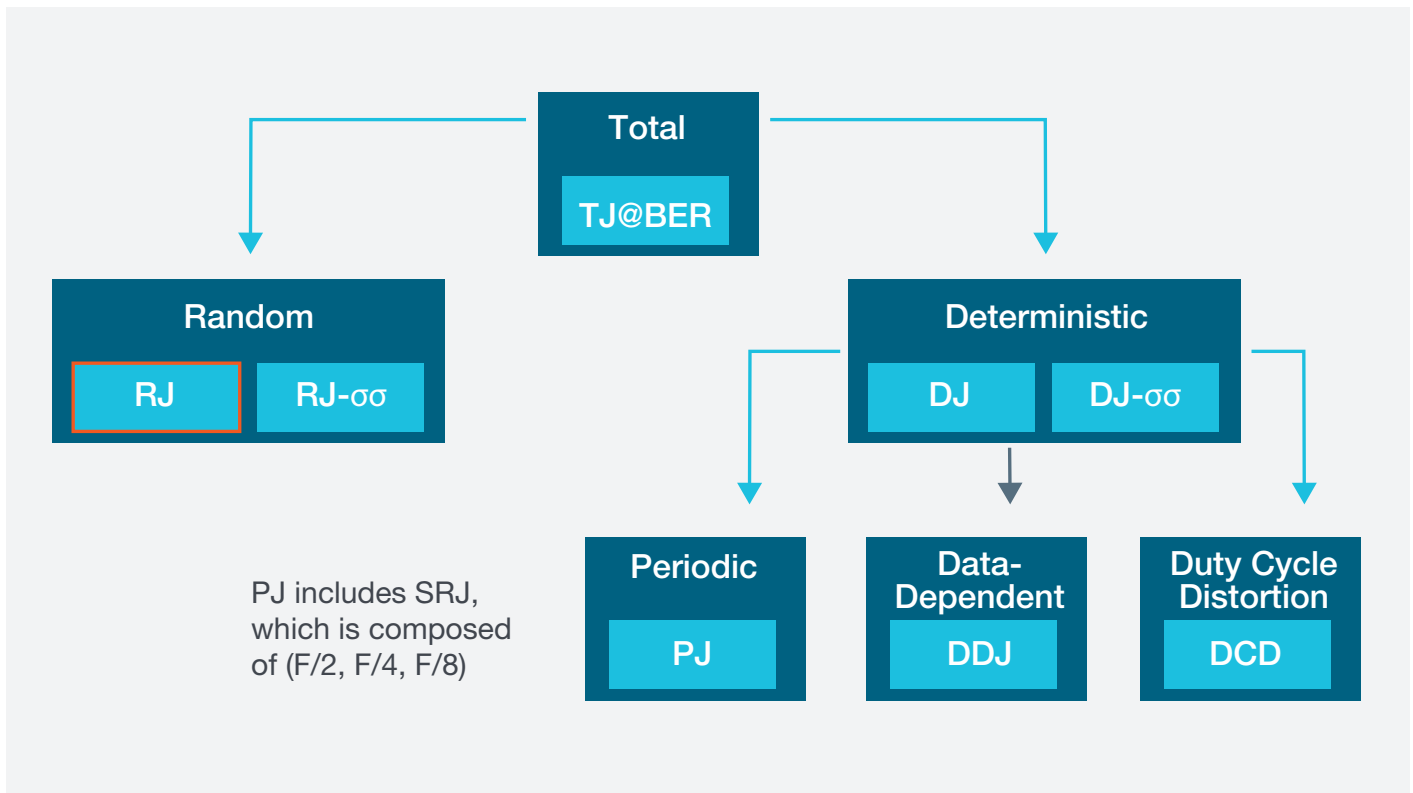 Total
TJ@BER
Random
RJ
RJ-σσ
Deterministic
DJ
DJ-σσ
PJ includes SRJ,
which is composed
of (F/2, F/4, F/8)
Periodic
PJ
Data-
Dependent
DDJ
Duty Cycle
Distortion
DCD